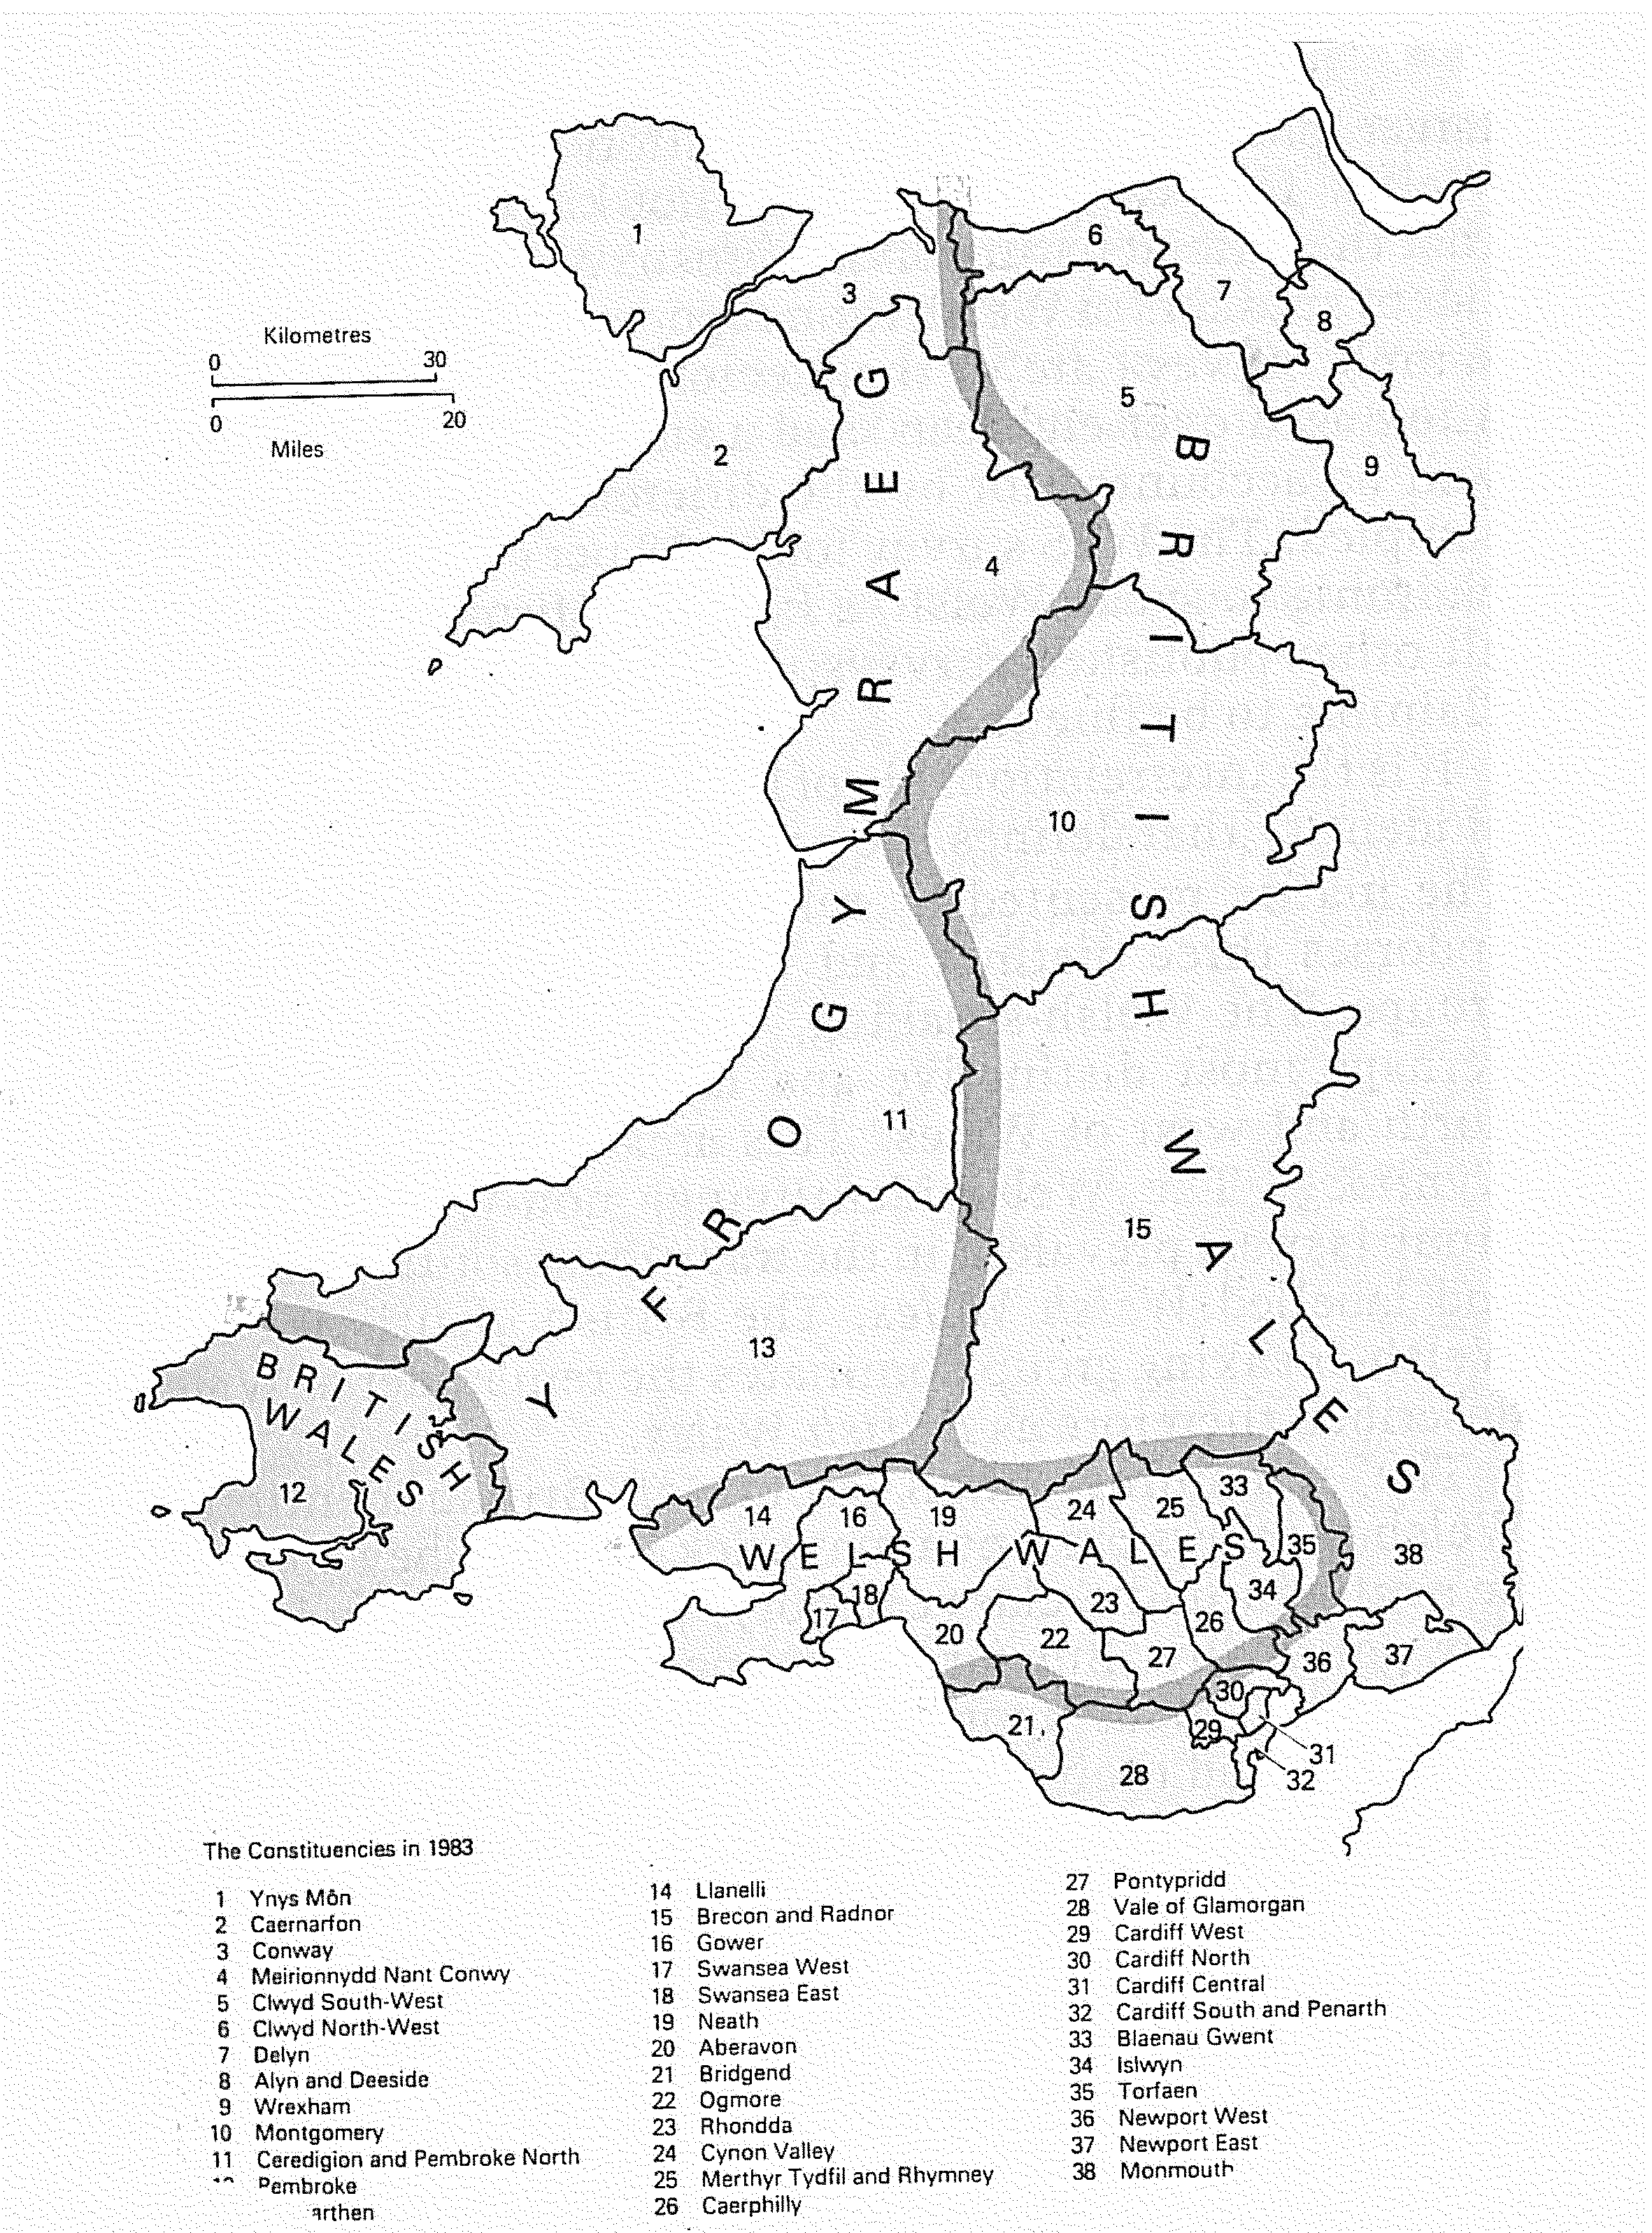 1
6
3
7
8
Kilometres
0 30
0 20
Miles
2
5
9
4
10
11
15
13
12
Y FRO GYMRAEG
BRITISH WALES
BRITISH
WALES
WELSH WALES
14
16
19
24
25
33
35
38
34
18
17
23
26
20
22
27
36
37
30
21
29
31
28
32
The Constituencies in 1983
1 Ynys Môn
2 Caernarfon
3 Conway
4 Meirionnydd Nant Conwy
5 Clwyd South-West
6 Clwyd North-West
7 Delyn
8 Alyn and Deeside
9 Wrexham
10 Montgomery
11 Ceredigion and Pembroke North
Pembroke
arthen
14 Llanelli
15 Brecon and Radnor
16 Gower
17 Swansea West
18 Swansea East
19 Neath
20 Aberavon
21 Bridgend
22 Ogmore
23 Rhondda
24 Cynon Valley
25 Merthyr Tydfil and Rhymney
26 Caerphilly
27 Pontypridd
28 Vale of Glamorgan
29 Cardiff West
30 Cardiff North
31 Cardiff Central
32 Cardiff South and Penarth
33 Blaenau Gwent
34 Islwyn
35 Torfaen
36 Newport West
37 Newport East
38 Monmouth